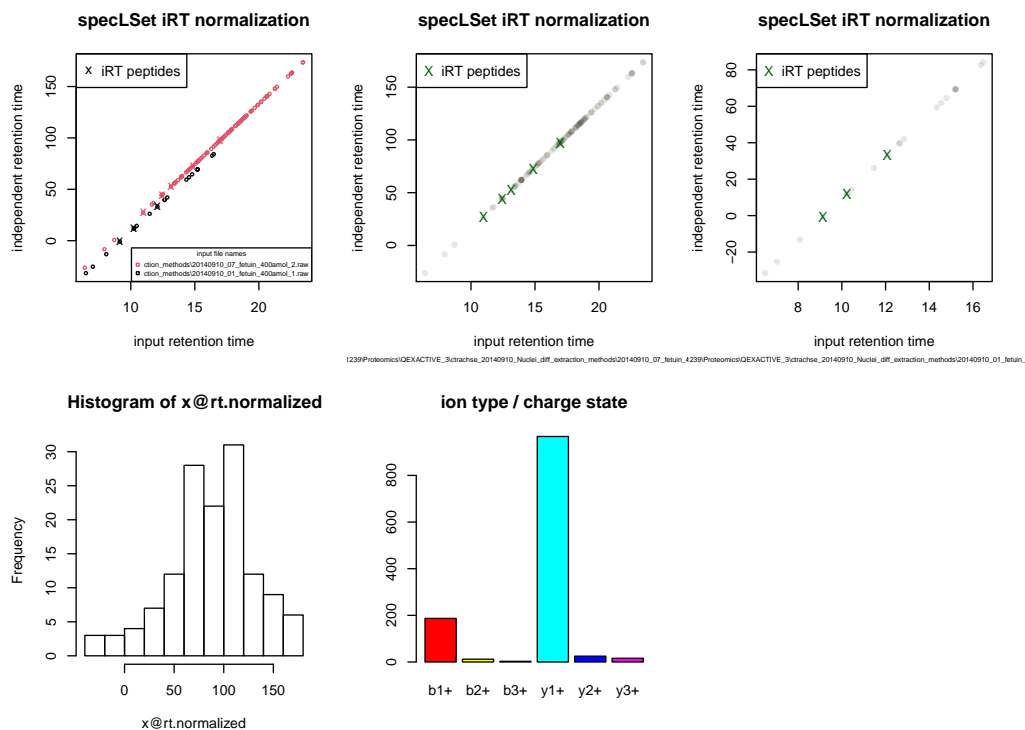 specLSet iRT normalization
x iRT peptides
independent retention time
0 50 100 150
input file names
ction_methods\20140910_07_fetuin_400amol_2.raw
ction_methods\20140910_01_fetuin_400amol_1.raw
10 15 20
input retention time
specLSet iRT normalization
X iRT peptides
independent retention time
0 50 100 150
10 15 20
input retention time
specLSet iRT normalization
X iRT peptides
independent retention time
−20 0 20 40 60 80
8 10 12 14 16
input retention time
Histogram of x@rt.normalized
Frequency
0 5 10 15 20 25 30
0 50 100 150
x@rt.normalized
ion type / charge state
0 200 400 600 800
b1+ b2+ b3+ y1+ y2+ y3+